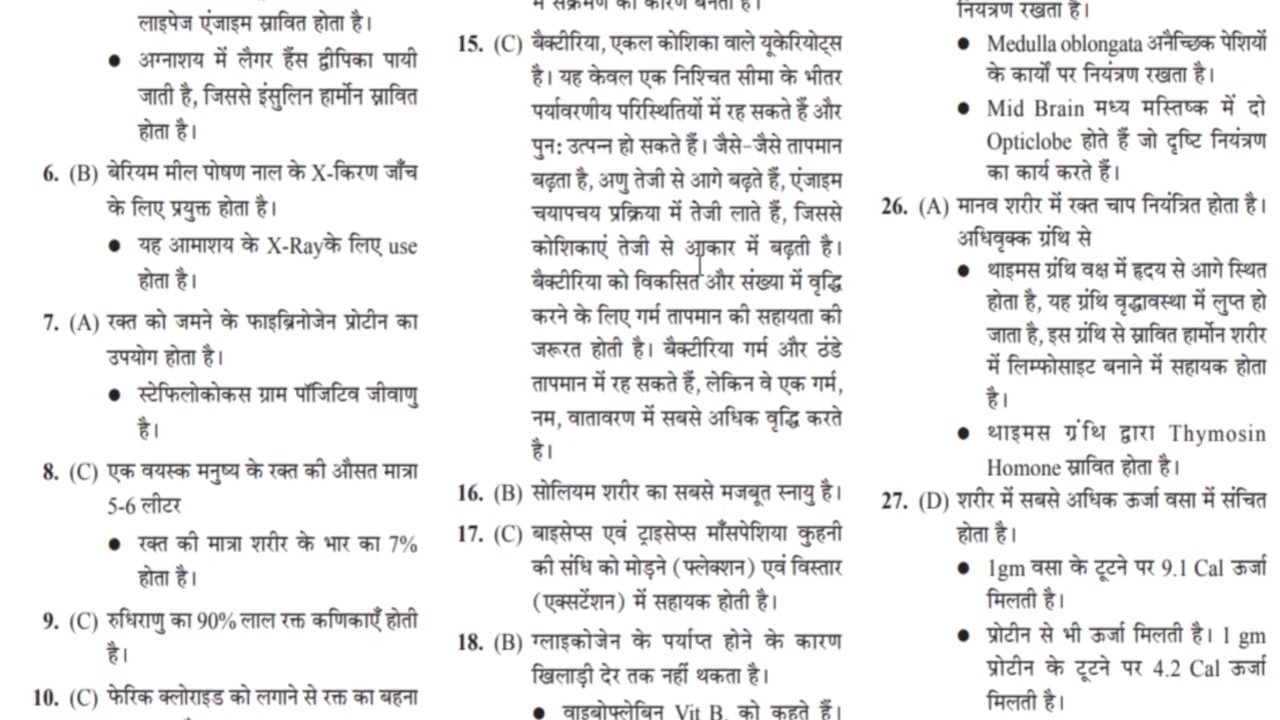 लाइपेज एंजाइम स्रावित होता है।
● अग्नाशय में लैगर हैंस द्वीपिका पायी
जाती है, जिससे इंसुलिन हार्मोन स्रावित
होता है।
6. (B) बेरियम मील पोषण नाल के X-किरण जाँच
के लिए प्रयुक्त होता है।
● यह आमाशय के X-Rayके लिए use
होता है।
7. (A) रक्त को जमने के फाइब्रिनोजेन प्रोटीन का
उपयोग होता है।
● स्टेफिलोकोकस ग्राम पॉजिटिव जीवाणु
है।
8. (C) एक वयस्क मनुष्य के रक्त की औसत मात्रा
5-6 लीटर
● रक्त की मात्रा शरीर के भार का 7%
होता है।
9. (C) रुधिराणु का 90% लाल रक्त कणिकाएँ होती
है।
10. (C) फेरिक क्लोराइड को लगाने से रक्त का बहना
में संक्रमण का कारण बनता है।
15. (C) बैक्टीरिया, एकल कोशिका वाले यूकेरियोट्स
है। यह केवल एक निश्चित सीमा के भीतर
पर्यावरणीय परिस्थितियों में रह सकते हैं और
पुन: उत्पन्न हो सकते हैं। जैसे-जैसे तापमान
बढ़ता है, अणु तेजी से आगे बढ़ते हैं, एंजाइम
चयापचय प्रक्रिया में तेजी लाते हैं, जिससे
कोशिकाएं तेजी से आकार में बढ़ती है।
बैक्टीरिया को विकसित और संख्या में वृद्धि
करने के लिए गर्म तापमान की सहायता की
जरूरत होती है। बैक्टीरिया गर्म और ठंडे
तापमान में रह सकते हैं, लेकिन वे एक गर्म,
नम, वातावरण में सबसे अधिक वृद्धि करते
है।
16. (B) सोलियम शरीर का सबसे मजबूत स्नायु है।
17. (C) बाइसेप्स एवं ट्राइसेप्स माँसपेशिया कुहनी
की संधि को मोड़ने (फ्लेक्शन) एवं विस्तार
(एक्सटेंशन) में सहायक होती है।
18. (B) ग्लाइकोजेन के पर्याप्त होने के कारण
खिलाड़ी देर तक नहीं थकता है।
● वाइबोफ्लेबिन Vit B, को कहते हैं।
नियंत्रण रखता है।
● Medulla oblongata अनैच्छिक पेशियों
के कार्यों पर नियंत्रण रखता है।
● Mid Brain मध्य मस्तिष्क में दो
Opticlobe होते हैं जो दृष्टि नियंत्रण
का कार्य करते हैं।
26. (A) मानव शरीर में रक्त चाप नियंत्रित होता है।
अधिवृक्क ग्रंथि से
● थाइमस ग्रंथि वक्ष में हृदय से आगे स्थित
होता है, यह ग्रंथि वृद्धावस्था में लुप्त हो
जाता है, इस ग्रंथि से स्रावित हार्मोन शरीर
में लिम्फोसाइट बनाने में सहायक होता
है।
● थाइमस ग्रंथि द्वारा Thymosin
Homone स्रावित होता है।
27. (D) शरीर में सबसे अधिक ऊर्जा वसा में संचित
होता है।
● 1gm वसा के टूटने पर 9.1 Cal ऊर्जा
मिलती है।
● प्रोटीन से भी ऊर्जा मिलती है। 1 gm
प्रोटीन के टूटने पर 4.2 Cal ऊर्जा
मिलती है।